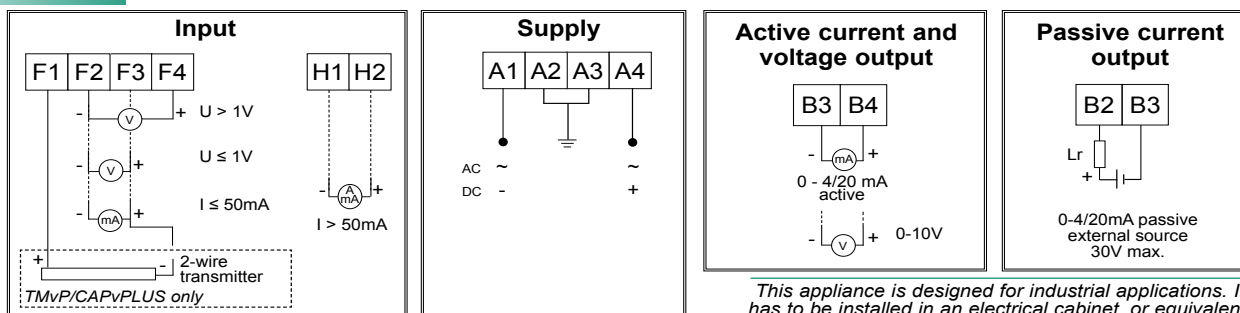 Input
F1 F2 F3 F4
H1 H2
- V + U > 1V
- V + U ≤ 1V
- mA + I ≤ 50mA
- A mA +
I > 50mA
+ - 2-wire
transmitter
TMvP/CAPvPLUS only
Supply
A1 A2 A3 A4
AC ~ ~
DC - +
Active current and
voltage output
B3 B4
- mA +
0 - 4/20 mA
active
- V + 0-10V
Passive current
output
B2 B3
Lr
+
0-4/20mA passive
external source
30V max.
This appliance is designed for industrial applications. I
has to be installed in an electrical cabinet, or equivalen